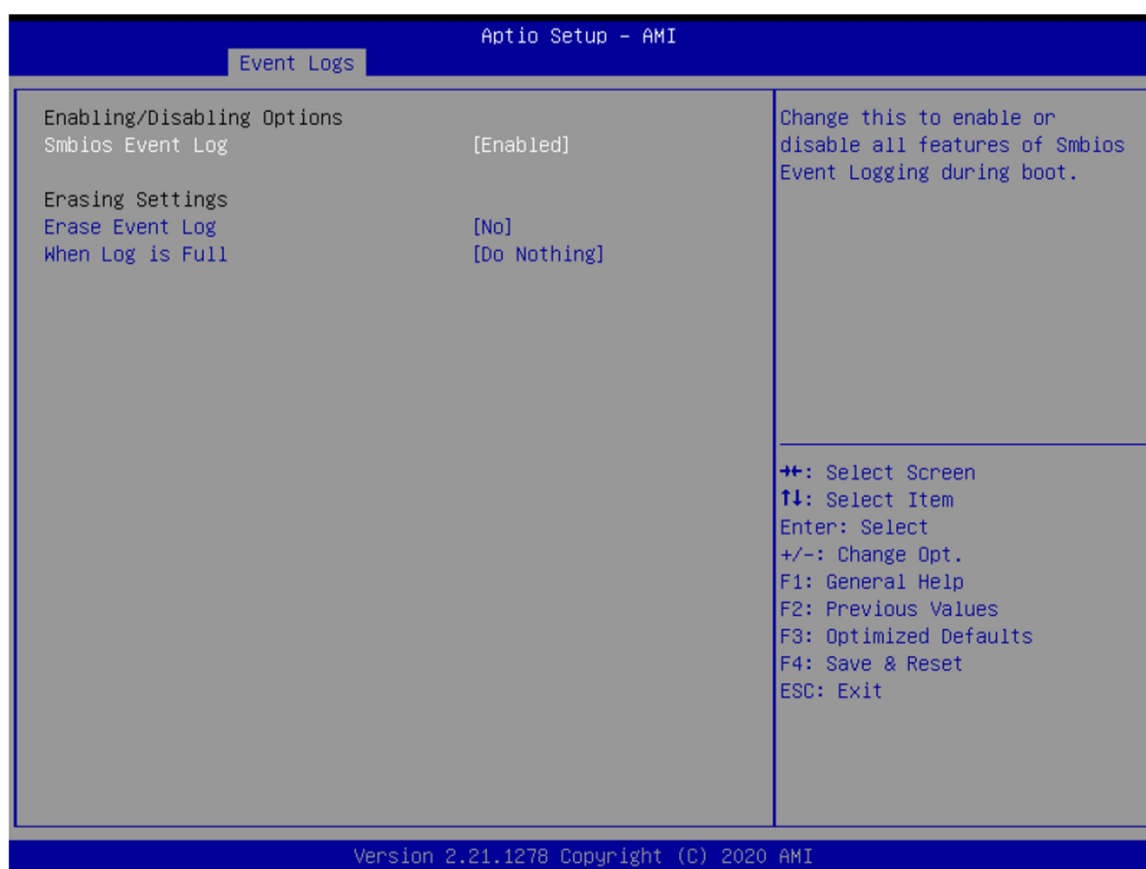 Aptio Setup - AMI
Event Logs
Enabling/Disabling Options
Smbios Event Log [Enabled]
Erasing Settings
Erase Event Log [No]
When Log is Full [Do Nothing]
Change this to enable or
disable all features of Smbios
Event Logging during boot.
→←: Select Screen
↑↓: Select Item
Enter: Select
+/-: Change Opt.
F1: General Help
F2: Previous Values
F3: Optimized Defaults
F4: Save & Reset
ESC: Exit
Version 2.21.1278 Copyright (C) 2020 AMI